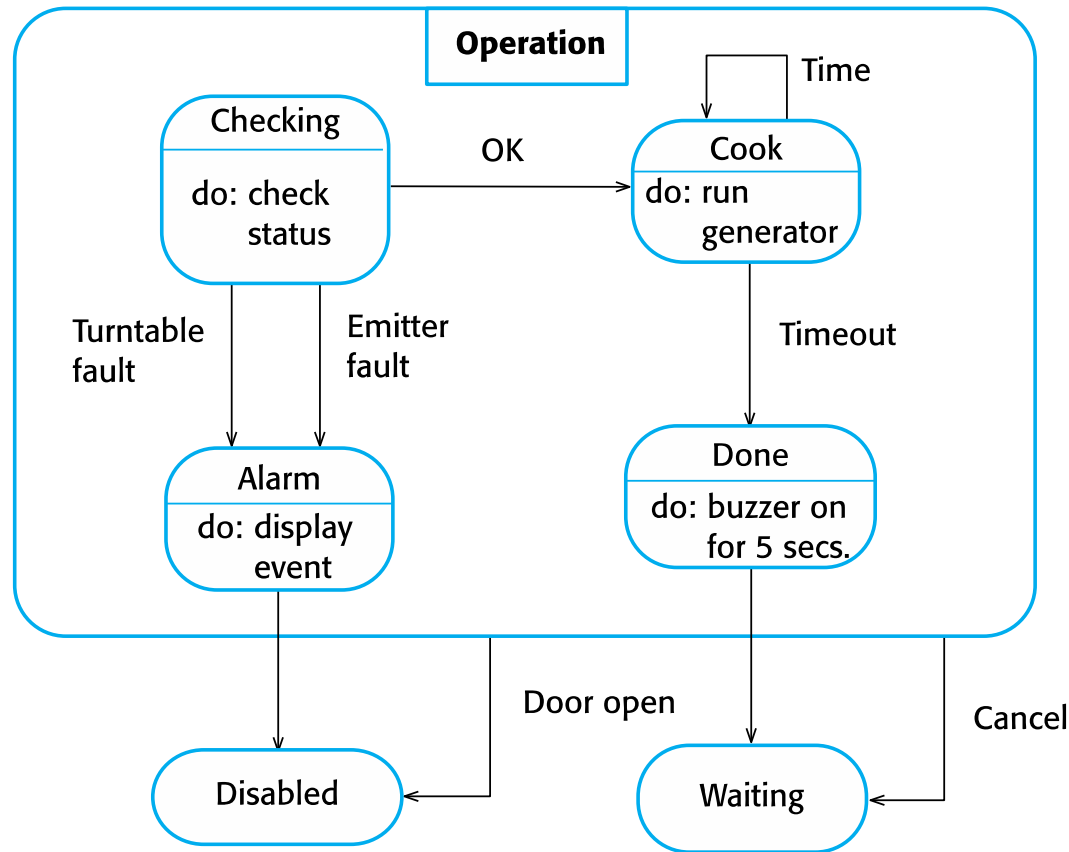 Operation
Time
Checking
OK
Cook
do: check
status
do: run
generator
Turntable
fault
Emitter
fault
Timeout
Alarm
do: display
event
Done
do: buzzer on
for 5 secs.
Door open
Cancel
Disabled
Waiting